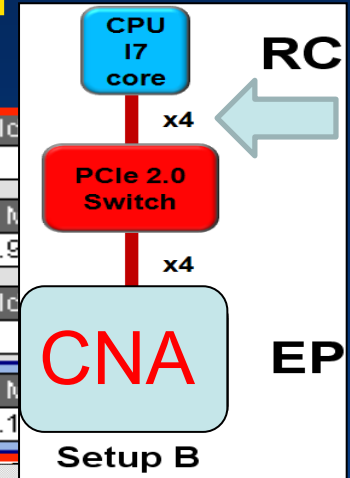 CPU
I7
core
RC
x4
PCIe 2.0
Switch
x4
CNA
EP
Setup B